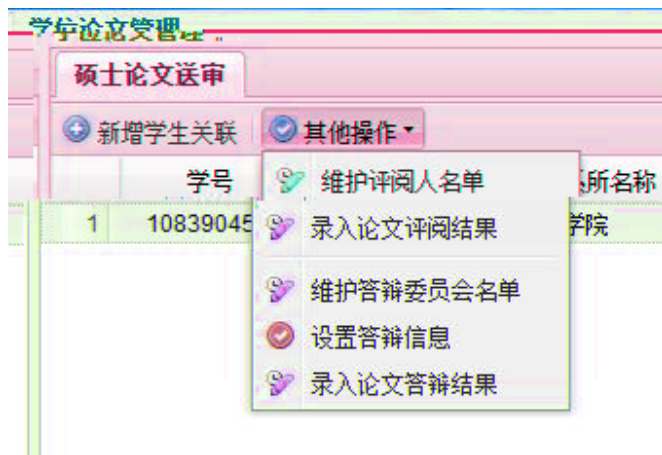 学位论文管理
硕士论文送审
新增学生关联 其他操作
学号 所名称
1 10839045 学院
维护评阅人名单
录入论文评阅结果
维护答辩委员会名单
设置答辩信息
录入论文答辩结果